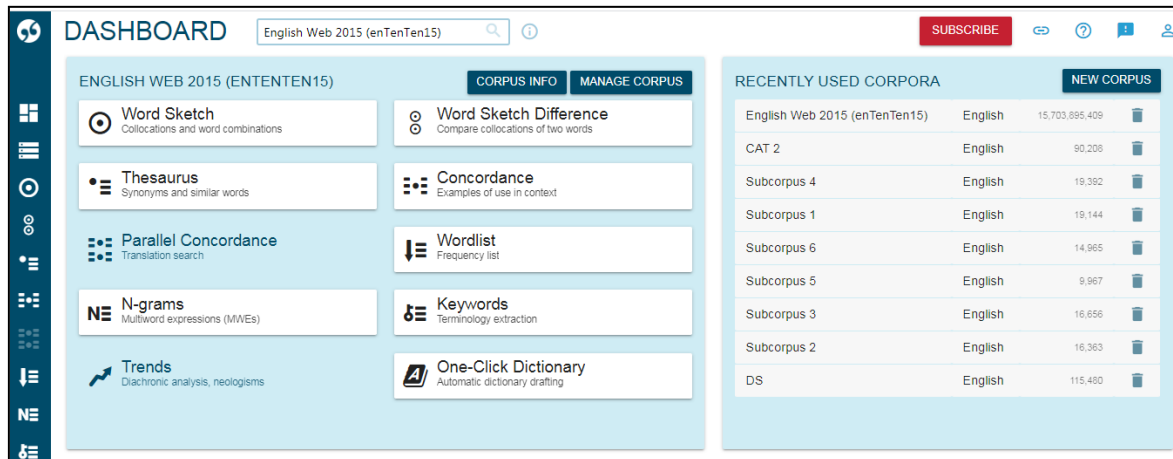 DASHBOARD English Web 2015 (enTenTen15) SUBSCRIBE
ENGLISH WEB 2015 (ENTENTEN15) CORPUS INFO MANAGE CORPUS
Word Sketch
Collocations and word combinations
Word Sketch Difference
Compare collocations of two words
Thesaurus
Synonyms and similar words
Concordance
Examples of use in context
Parallel Concordance
Translation search
Wordlist
Frequency list
N-grams
Multiword expressions (MWEs)
Keywords
Terminology extraction
Trends
Diachronic analysis, neologisms
One-Click Dictionary
Automatic dictionary drafting
RECENTLY USED CORPORA NEW CORPUS
English Web 2015 (enTenTen15) English 15,703,895,409
CAT 2 English 90,208
Subcorpus 4 English 19,392
Subcorpus 1 English 19,144
Subcorpus 6 English 14,965
Subcorpus 5 English 9,967
Subcorpus 3 English 16,656
Subcorpus 2 English 16,363
DS English 115,480